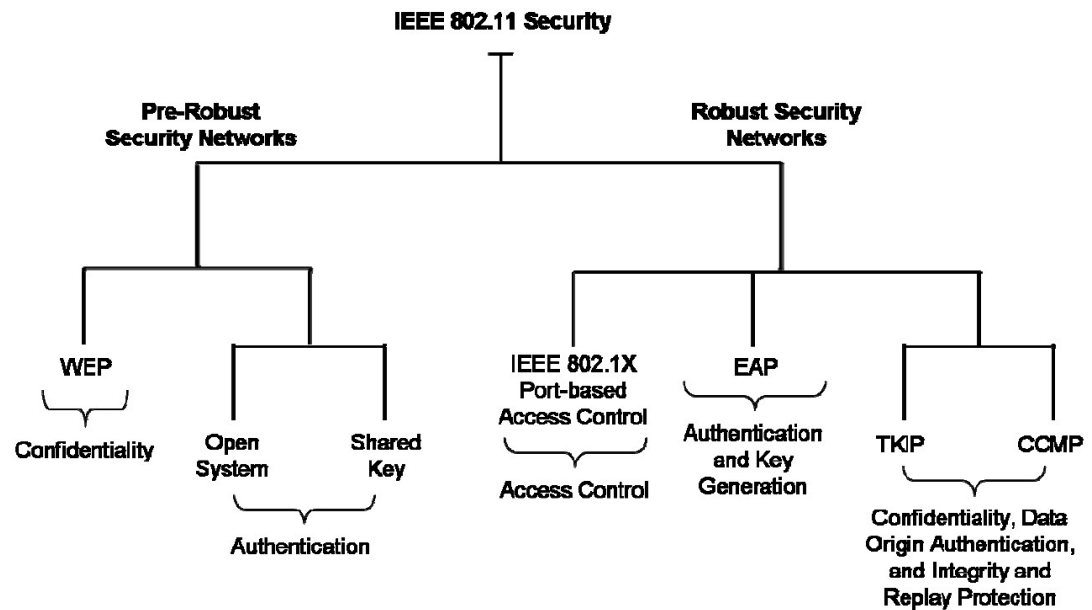 IEEE 802.11 Security
Pre-Robust
Security Networks
Robust Security
Networks
WEP
Confidentiality
Open
System
Shared
Key
Authentication
IEEE 802.1X
Port-based
Access Control
Access Control
EAP
Authentication
and Key
Generation
TKIP
CCMP
Confidentiality, Data
Origin Authentication,
and Integrity and
Replay Protection